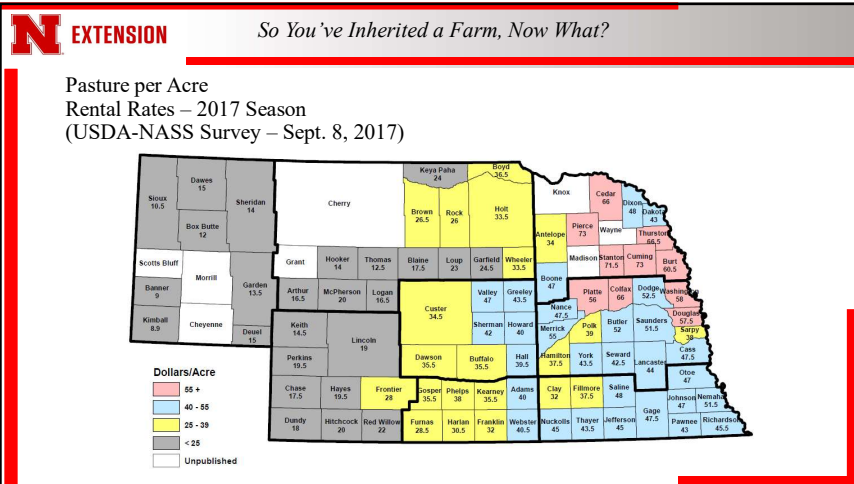 N EXTENSION
So You've Inherited a Farm, Now What?
Pasture per Acre
Rental Rates – 2017 Season
(USDA-NASS Survey – Sept. 8, 2017)
Sioux
10.5
Dawes
15
Sheridan
14
Box Butte
12
Scotts Bluff
Morrill
Banner
9
Garden
13.5
Kimball
8.9
Cheyenne
Deuel
15
Cherry
Keya Paha
24
Boyd
36.5
Brown
26.5
Rock
26
Holt
33.5
Grant
Hooker
14
Thomas
12.5
Blaine
17.5
Loup
23
Garfield
24.5
Wheeler
33.5
Arthur
16.5
McPherson
20
Logan
16.5
Custer
34.5
Valley
47
Greeley
43.5
Sherman
42
Howard
40
Keith
14.5
Lincoln
19
Perkins
19.5
Dawson
35.5
Buffalo
35.5
Hall
39.5
Chase
17.5
Hayes
19.5
Frontier
28
Gosper
35.5
Phelps
38
Kearney
35.5
Adams
40
Dundy
18
Hitchcock
20
Red Willow
22
Furnas
28.5
Harlan
30.5
Franklin
32
Webster
40.5
Knox
Cedar
66
Dixon
48
Dakota
43
Antelope
34
Pierce
73
Wayne
Thurston
66.5
Madison
Stanton
71.5
Cuming
73
Burt
60.5
Boone
47
Platte
56
Colfax
66
Dodge
52.5
Washington
58
Nance
47.5
Douglas
57.5
Sarpy
38
Merrick
55
Polk
39
Butler
52
Saunders
51.5
Cass
47.5
Hamilton
37.5
York
43.5
Seward
42.5
Lancaster
44
Otoe
47
Clay
32
Fillmore
37.5
Saline
48
Gage
47.5
Johnson
47
Nemaha
51.5
Nuckolls
45
Thayer
43.5
Jefferson
45
Pawnee
43
Richardson
45.5
Dollars/Acre
55 +
40 - 55
25 - 39
< 25
Unpublished